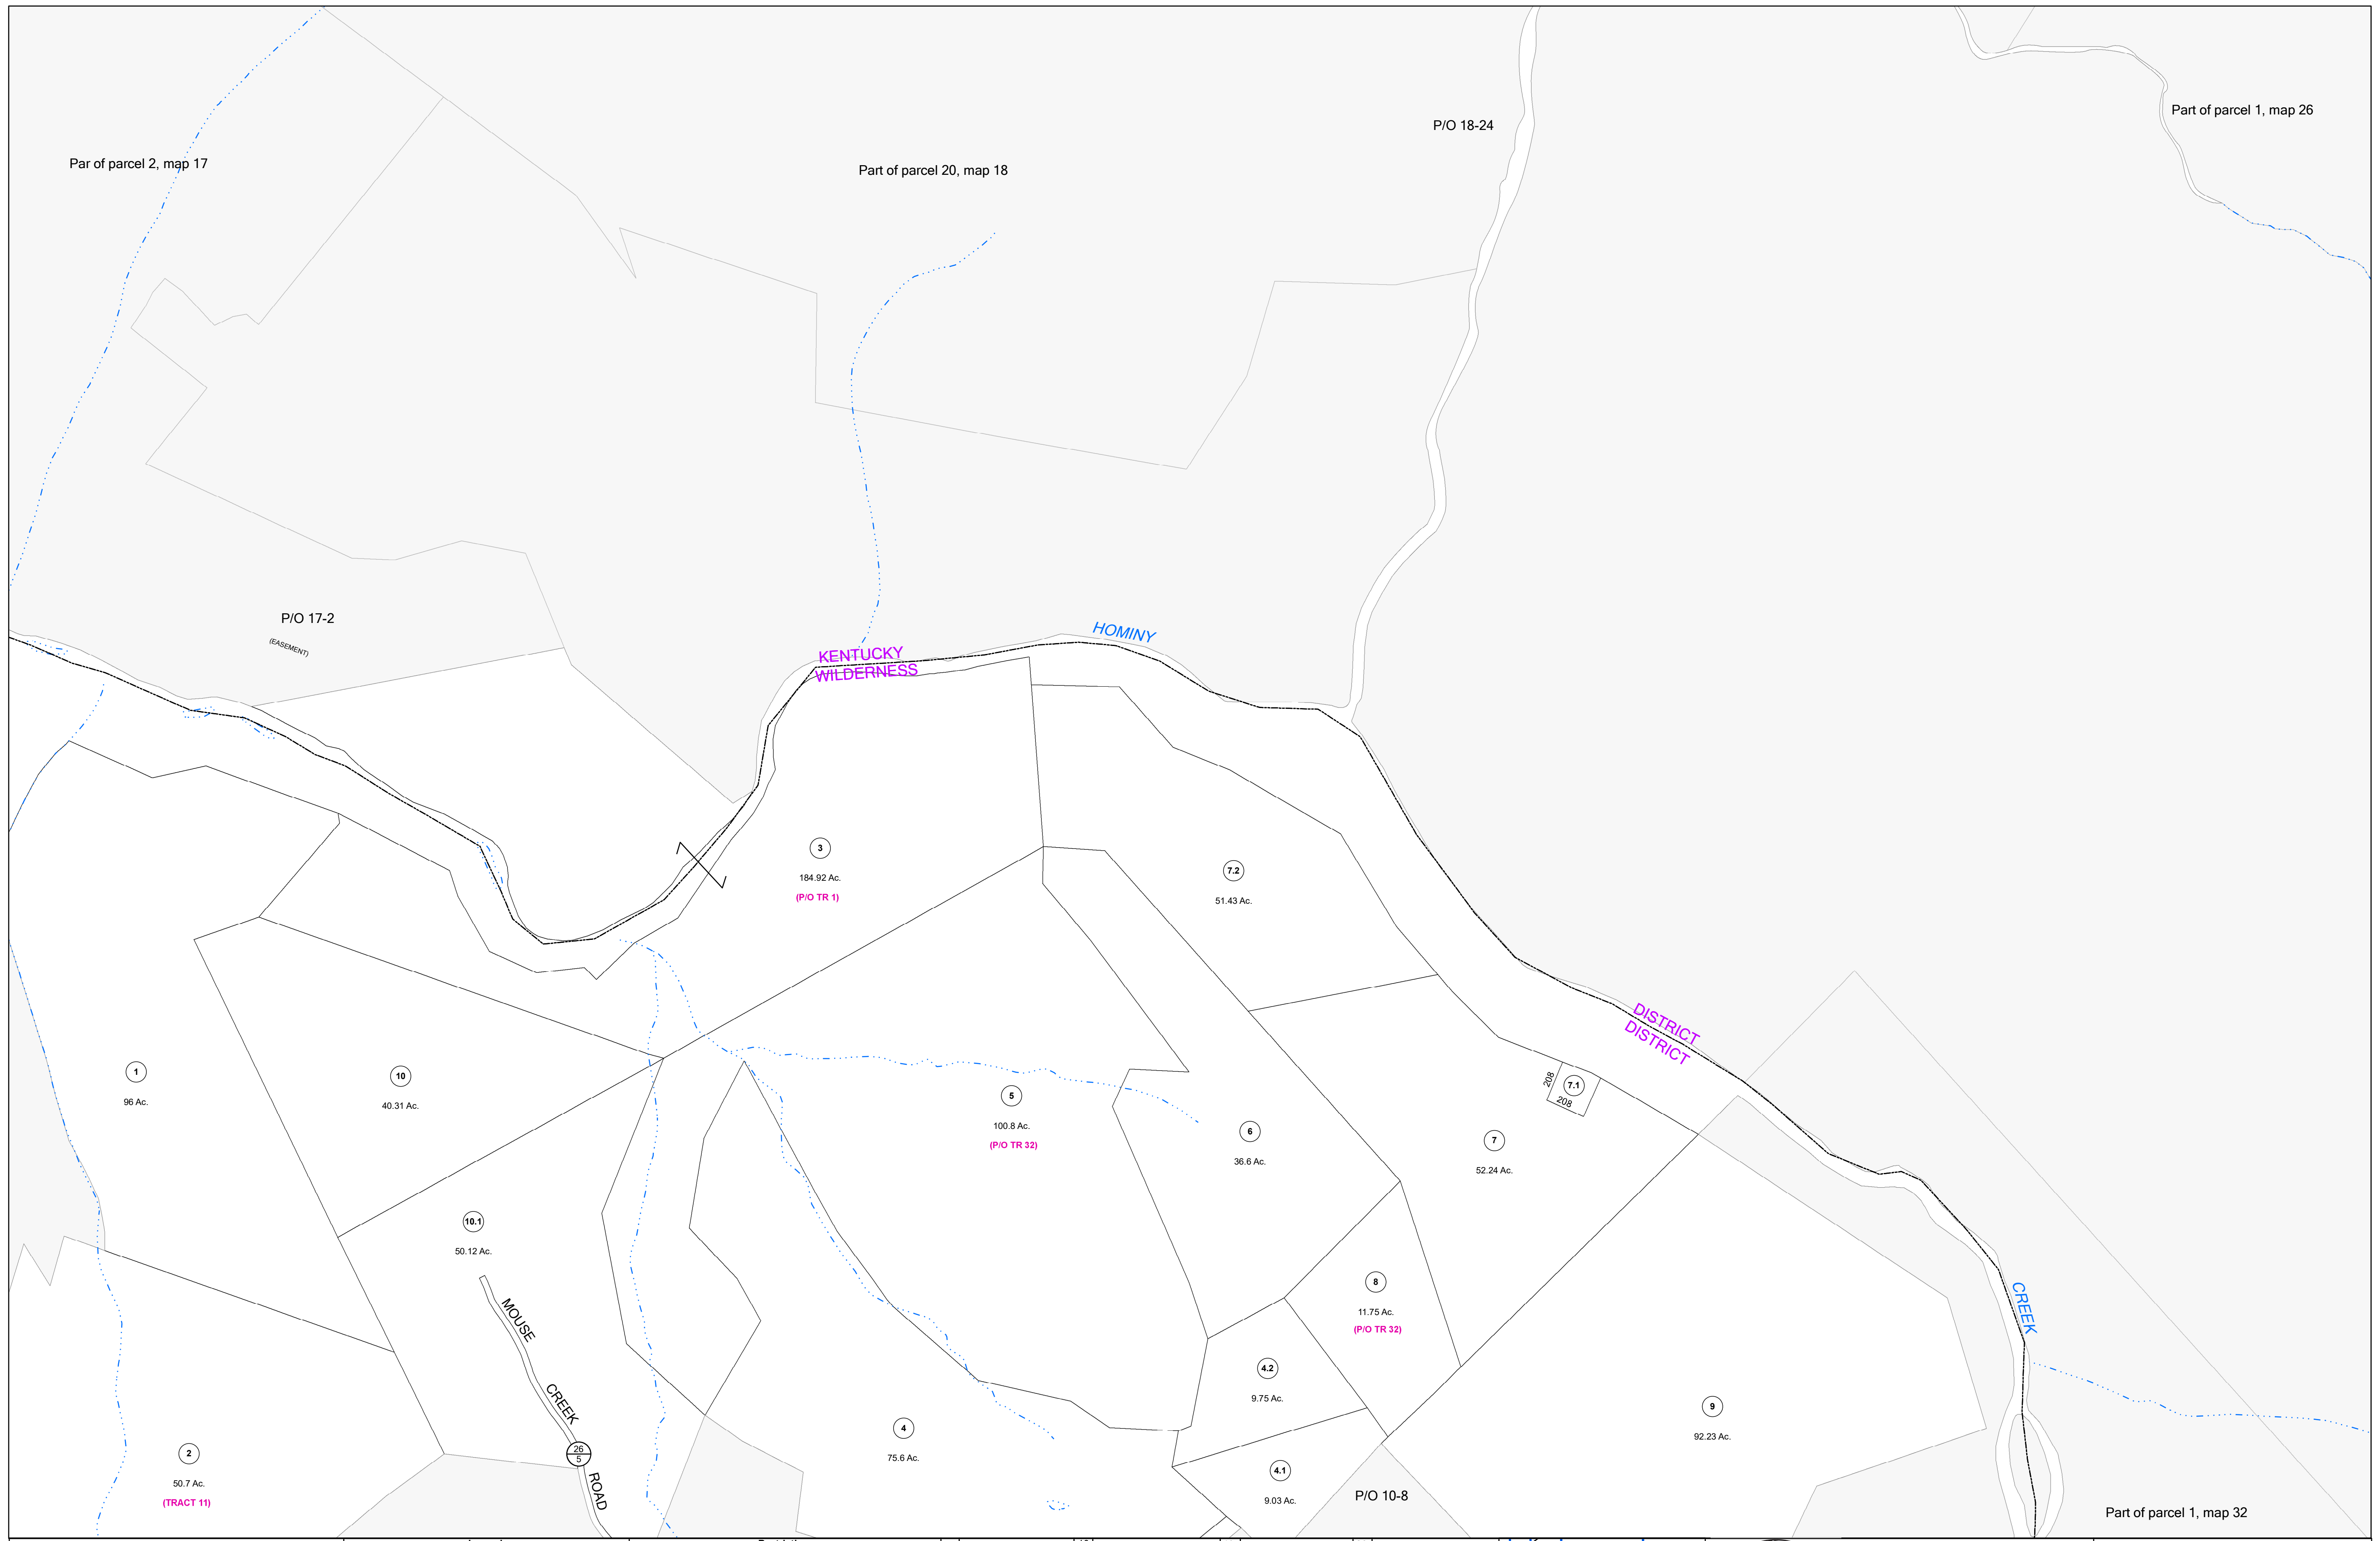 Part of parcel 1, map 26
P/O 18-24
Par of parcel 2, map 17
Part of parcel 20, map 18
P/O 17-2
(EASEMENT)
HOMINY
KENTUCKY
WILDERNESS
3
184.92 Ac.
(P/O TR 1)
7.2
51.43 Ac.
DISTRICT
DISTRICT
1
96 Ac.
10
40.31 Ac.
5
100.8 Ac.
(P/O TR 32)
208
7.1
208
6
36.6 Ac.
7
52.24 Ac.
10.1
50.12 Ac.
8
11.75 Ac.
(P/O TR 32)
CREEK
MOUSE
CREEK
ROAD
26
5
4.2
9.75 Ac.
9
92.23 Ac.
4
75.6 Ac.
2
50.7 Ac.
(TRACT 11)
4.1
9.03 Ac.
P/O 10-8
Part of parcel 1, map 32